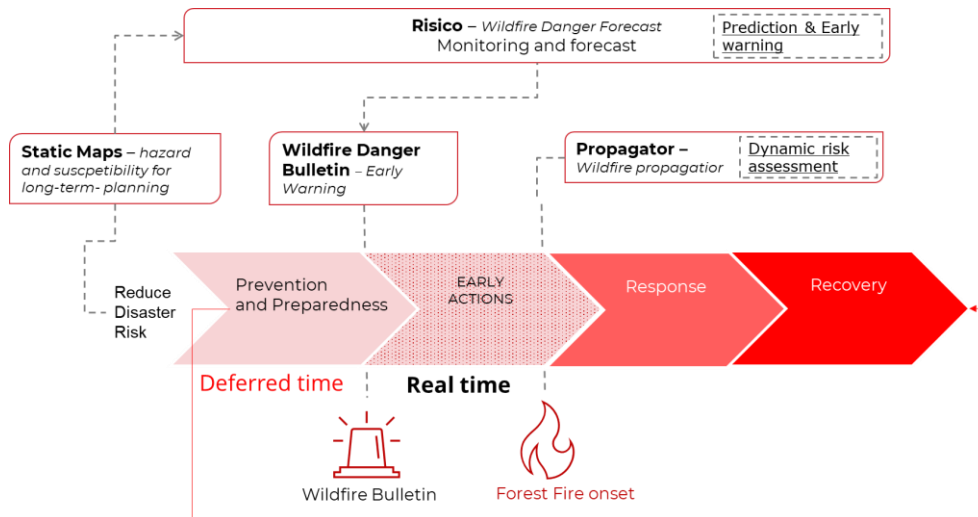 Risico – Wildfire Danger Forecast
Monitoring and forecast
Prediction & Early
warning
Static Maps – hazard
and suscpetibility for
long-term- planning
Wildfire Danger
Bulletin – Early
Warning
Propagator –
Wildfire propagatior
Dynamic risk
assessment
Reduce
Disaster
Risk
Prevention
and Preparedness
EARLY
ACTIONS
Response
Recovery
Deferred time
Real time
Wildfire Bulletin
Forest Fire onset